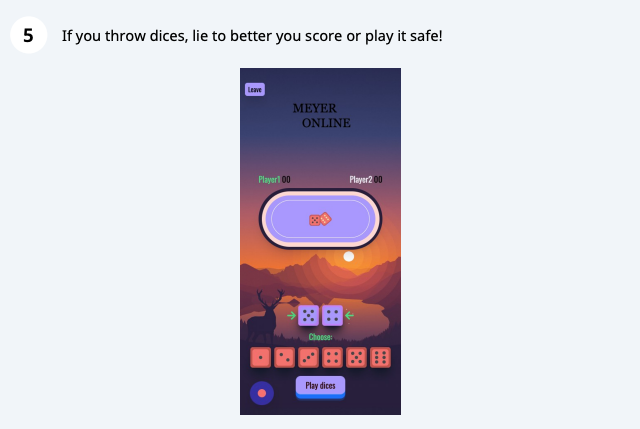 5
If you throw dices, lie to better you score or play it safe!
Leave
MEYER
ONLINE
Player1 00
Player2 00
Choose:
Play dices